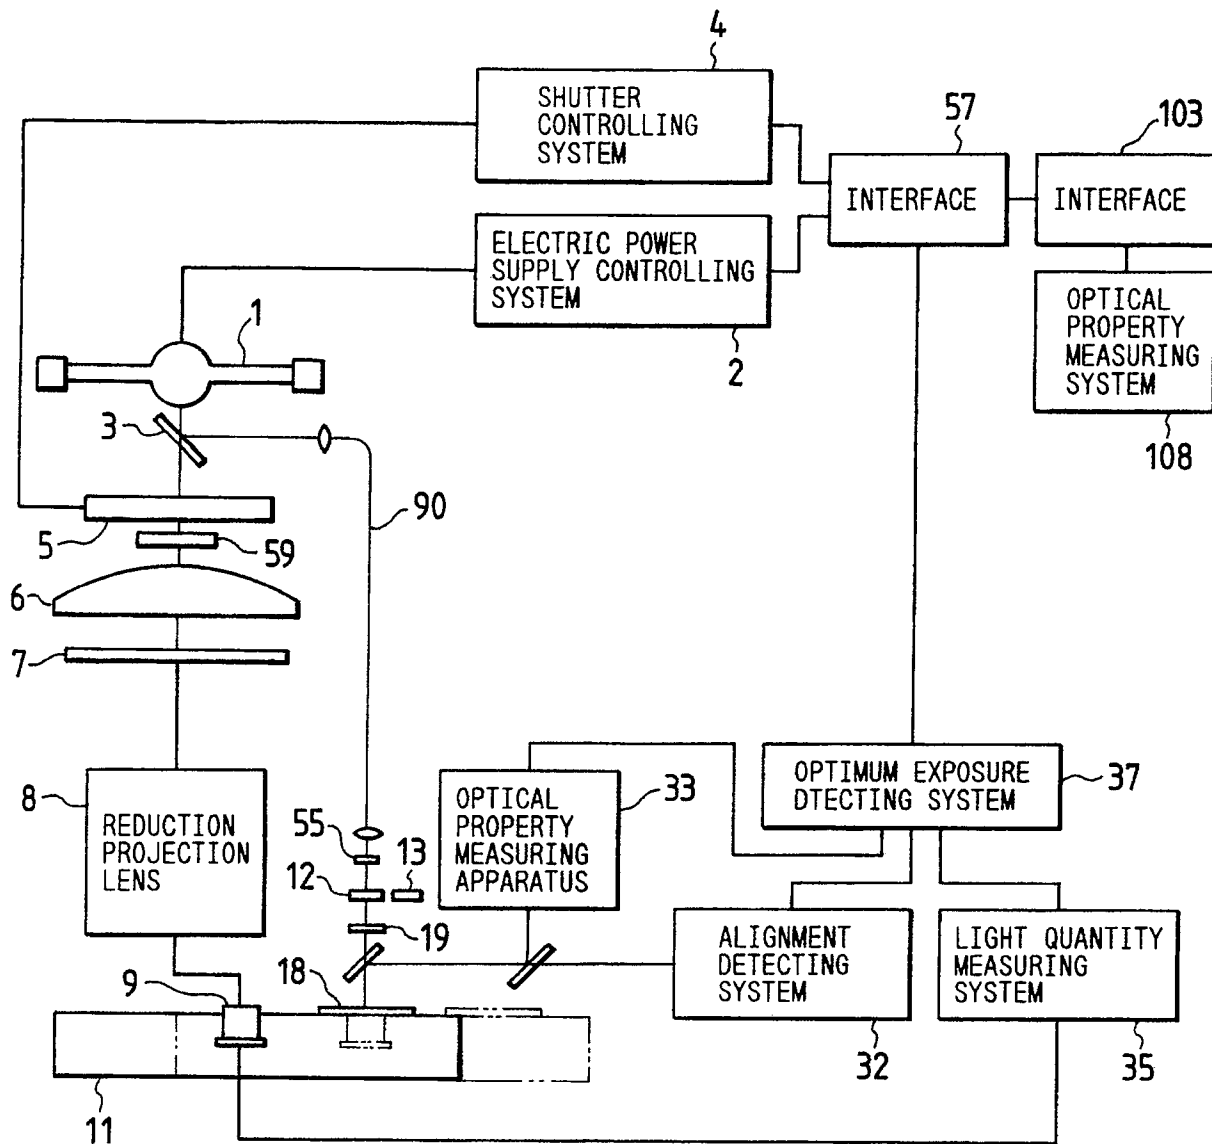 4
SHUTTER
CONTROLLING
SYSTEM
57
103
INTERFACE
INTERFACE
ELECTRIC POWER
SUPPLY CONTROLLING
SYSTEM
2
OPTICAL
PROPERTY
MEASURING
SYSTEM
108
1
3
90
5
59
6
7
8
REDUCTION
PROJECTION
LENS
55
12
13
19
OPTICAL
PROPERTY
MEASURING
APPARATUS
33
OPTIMUM EXPOSURE
DTECTING SYSTEM
37
ALIGNMENT
DETECTING
SYSTEM
32
LIGHT QUANTITY
MEASURING
SYSTEM
35
9
18
11